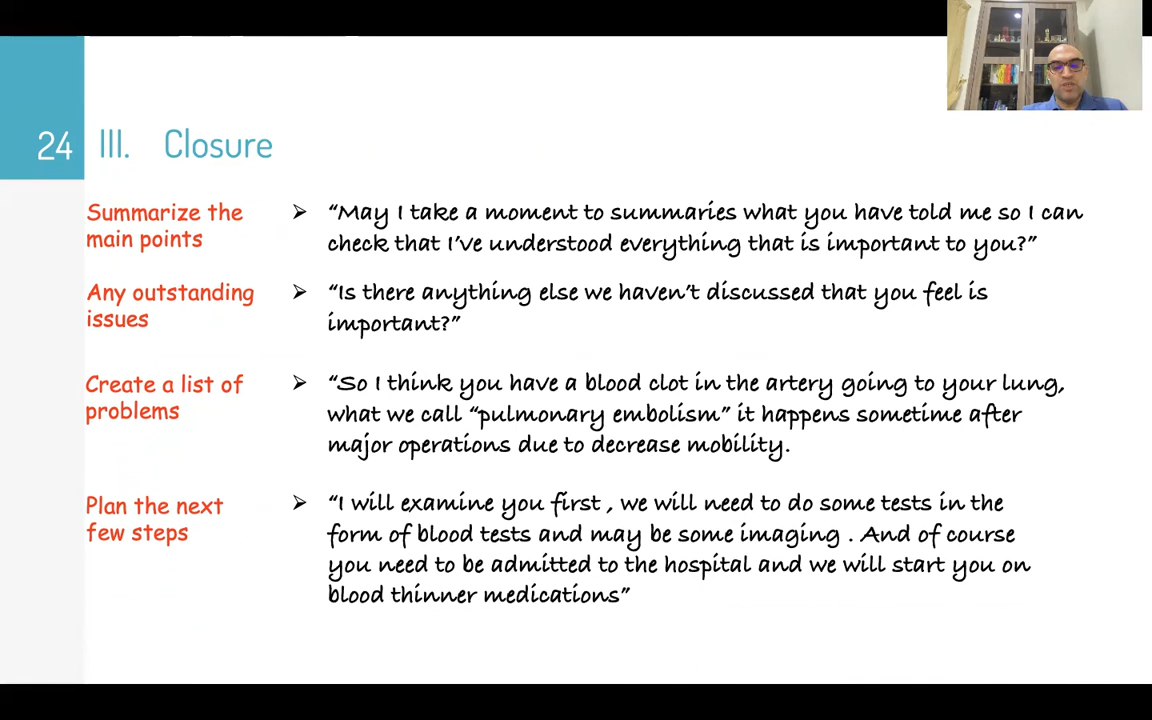 24 III. Closure
Summarize the
main points
➢ “May I take a moment to summaries what you have told me so I can
check that I’ve understood everything that is important to you?”
Any outstanding
issues
➢ “Is there anything else we haven’t discussed that you feel is
important?”
Create a list of
problems
➢ “So I think you have a blood clot in the artery going to your lung,
what we call “pulmonary embolism” it happens sometime after
major operations due to decrease mobility.
Plan the next
few steps
➢ “I will examine you first , we will need to do some tests in the
form of blood tests and may be some imaging . And of course
you need to be admitted to the hospital and we will start you on
blood thinner medications”